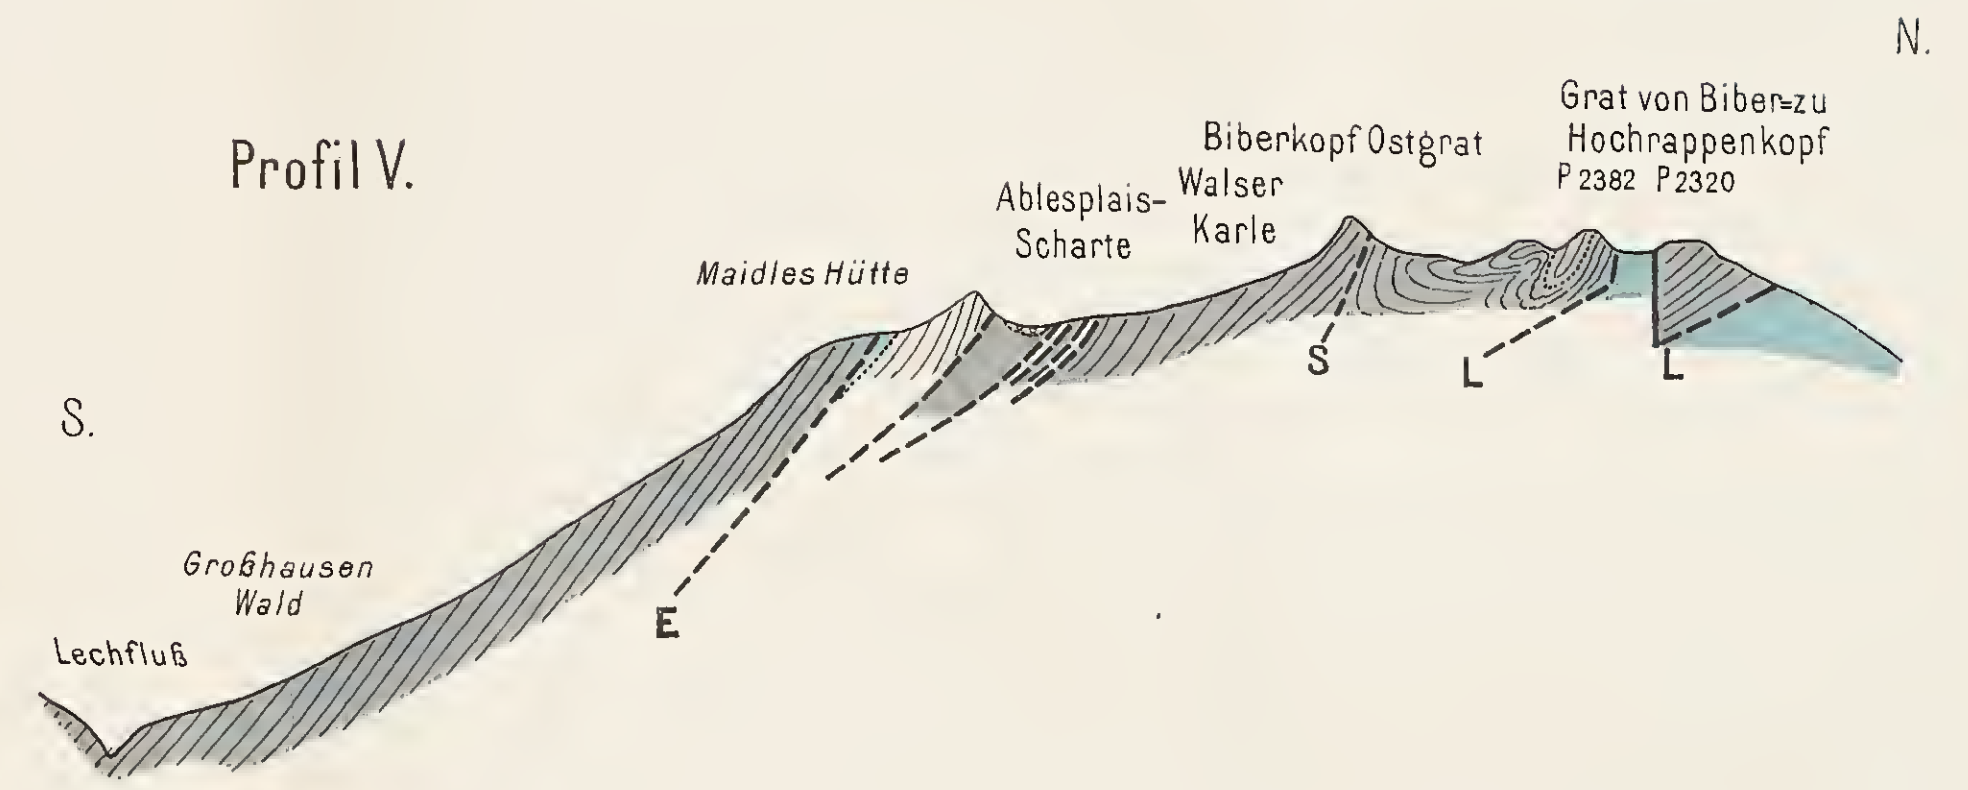 N.
Profil V.
Grat von Biber=zu
Hochrappenkopf
P 2382 P 2320
Biberkopf Ostgrat
Walser
Karle
Ablesplais-
Scharte
Maidles Hütte
S.
S
L
L
E
Großhausen
Wald
Lechfluß